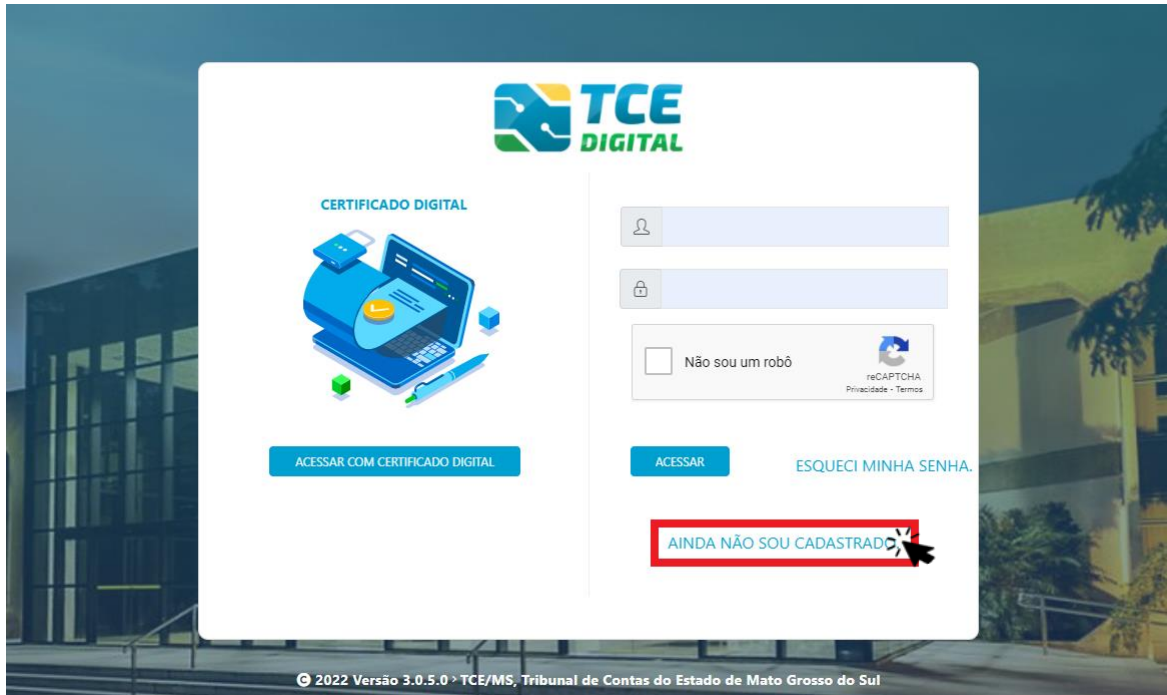 TCE
DIGITAL
CERTIFICADO DIGITAL
ACESSAR COM CERTIFICADO DIGITAL
Não sou um robô
reCAPTCHA
Privacidade - Termos
ACESSAR
ESQUECI MINHA SENHA.
AINDA NÃO SOU CADASTRADO
© 2022 Versão 3.0.5.0 > TCE/MS, Tribunal de Contas do Estado de Mato Grosso do Sul